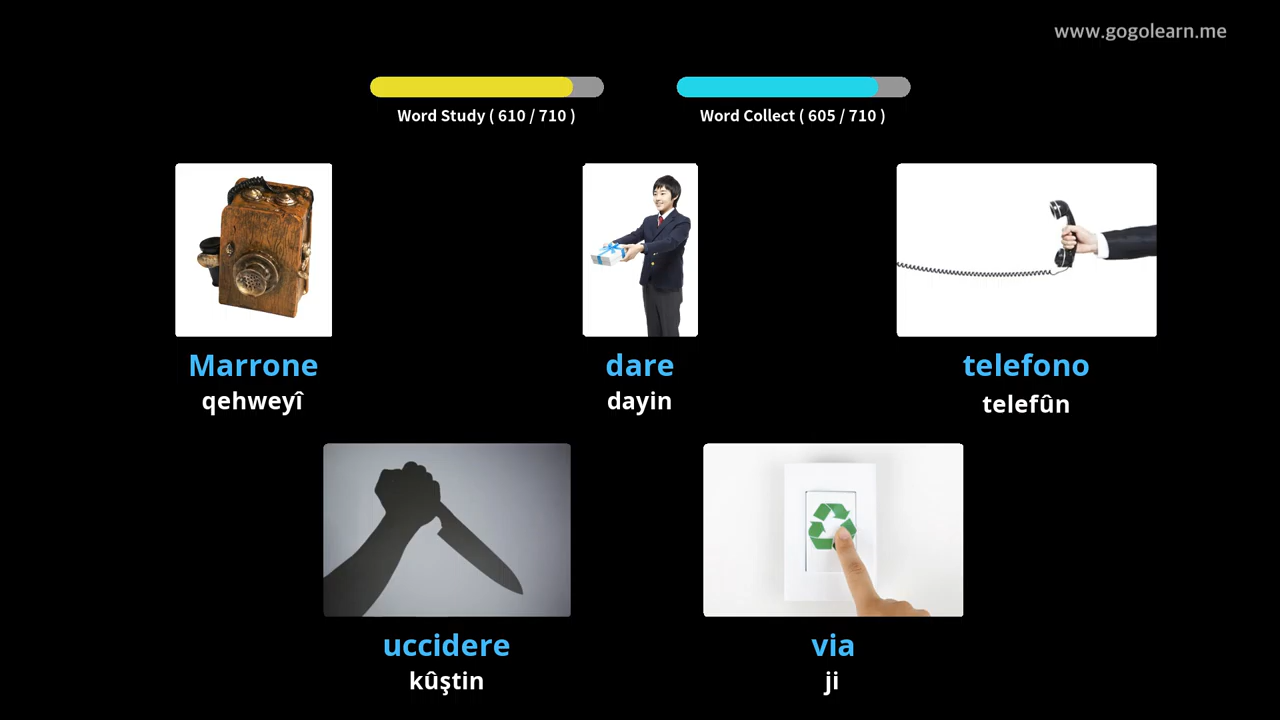 www.gogolearn.me
Word Study ( 610 / 710 )
Word Collect ( 605 / 710 )
Marrone
qehweyî
dare
dayin
telefono
telefûn
uccidere
kûştin
via
ji